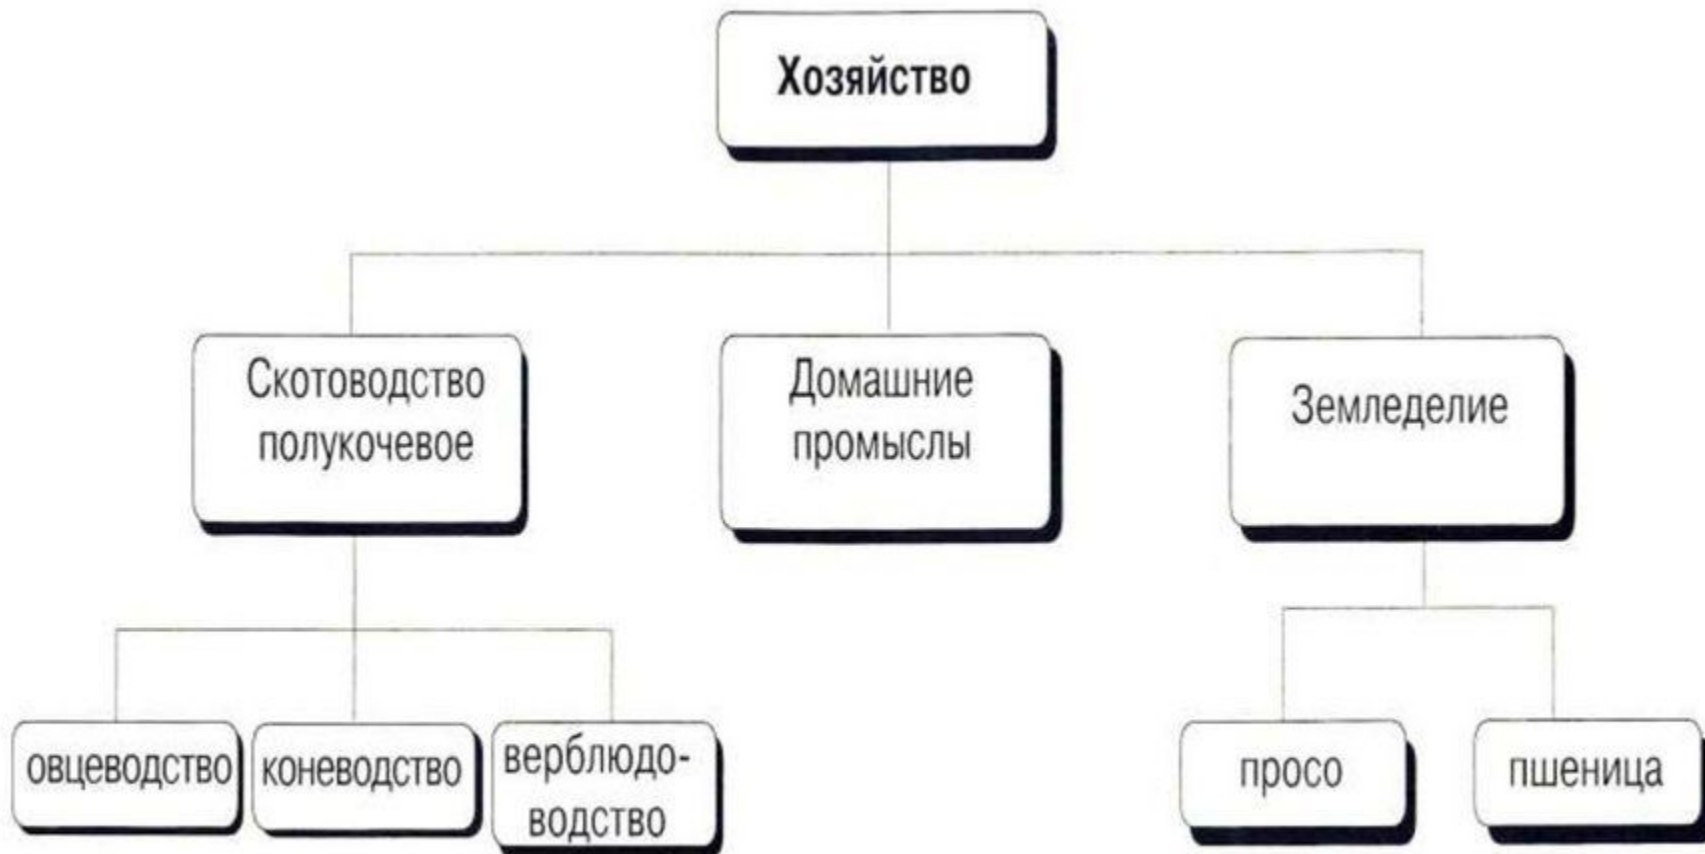 Хозяйство
Скотоводство
полукочевое
Домашние
промыслы
Земледелие
овцеводство
коневодство
верблюдо-
водство
просо
пшеница